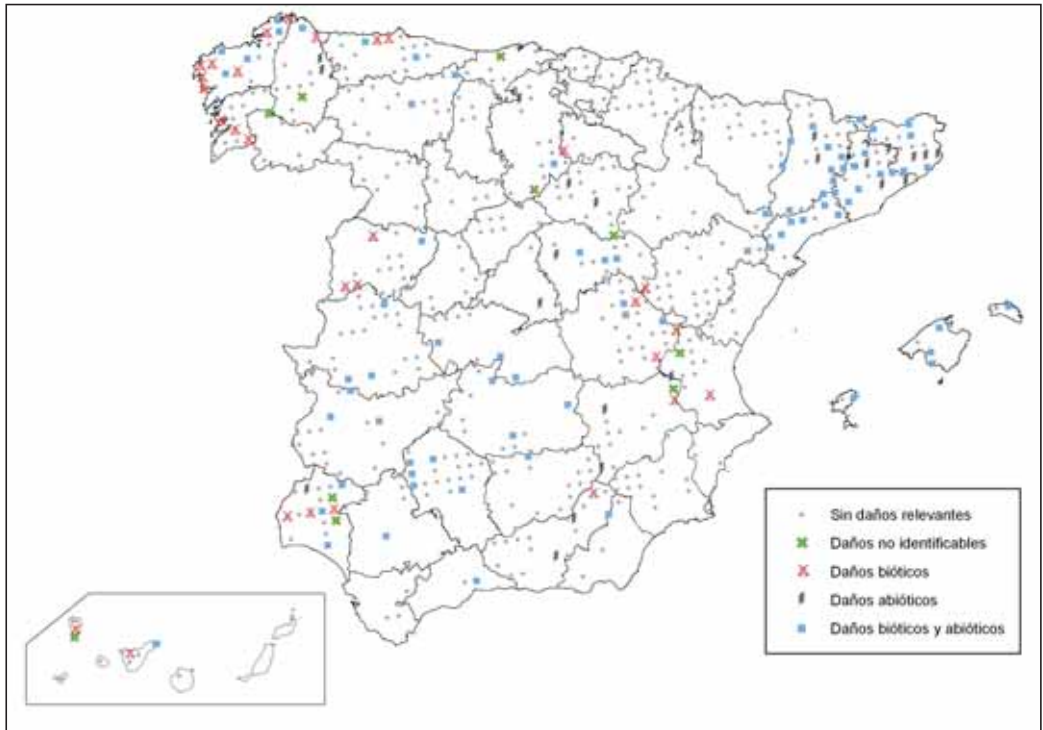 Sin daños relevantes
Daños no identificables
Daños bióticos
Daños abióticos
Daños bióticos y abióticos